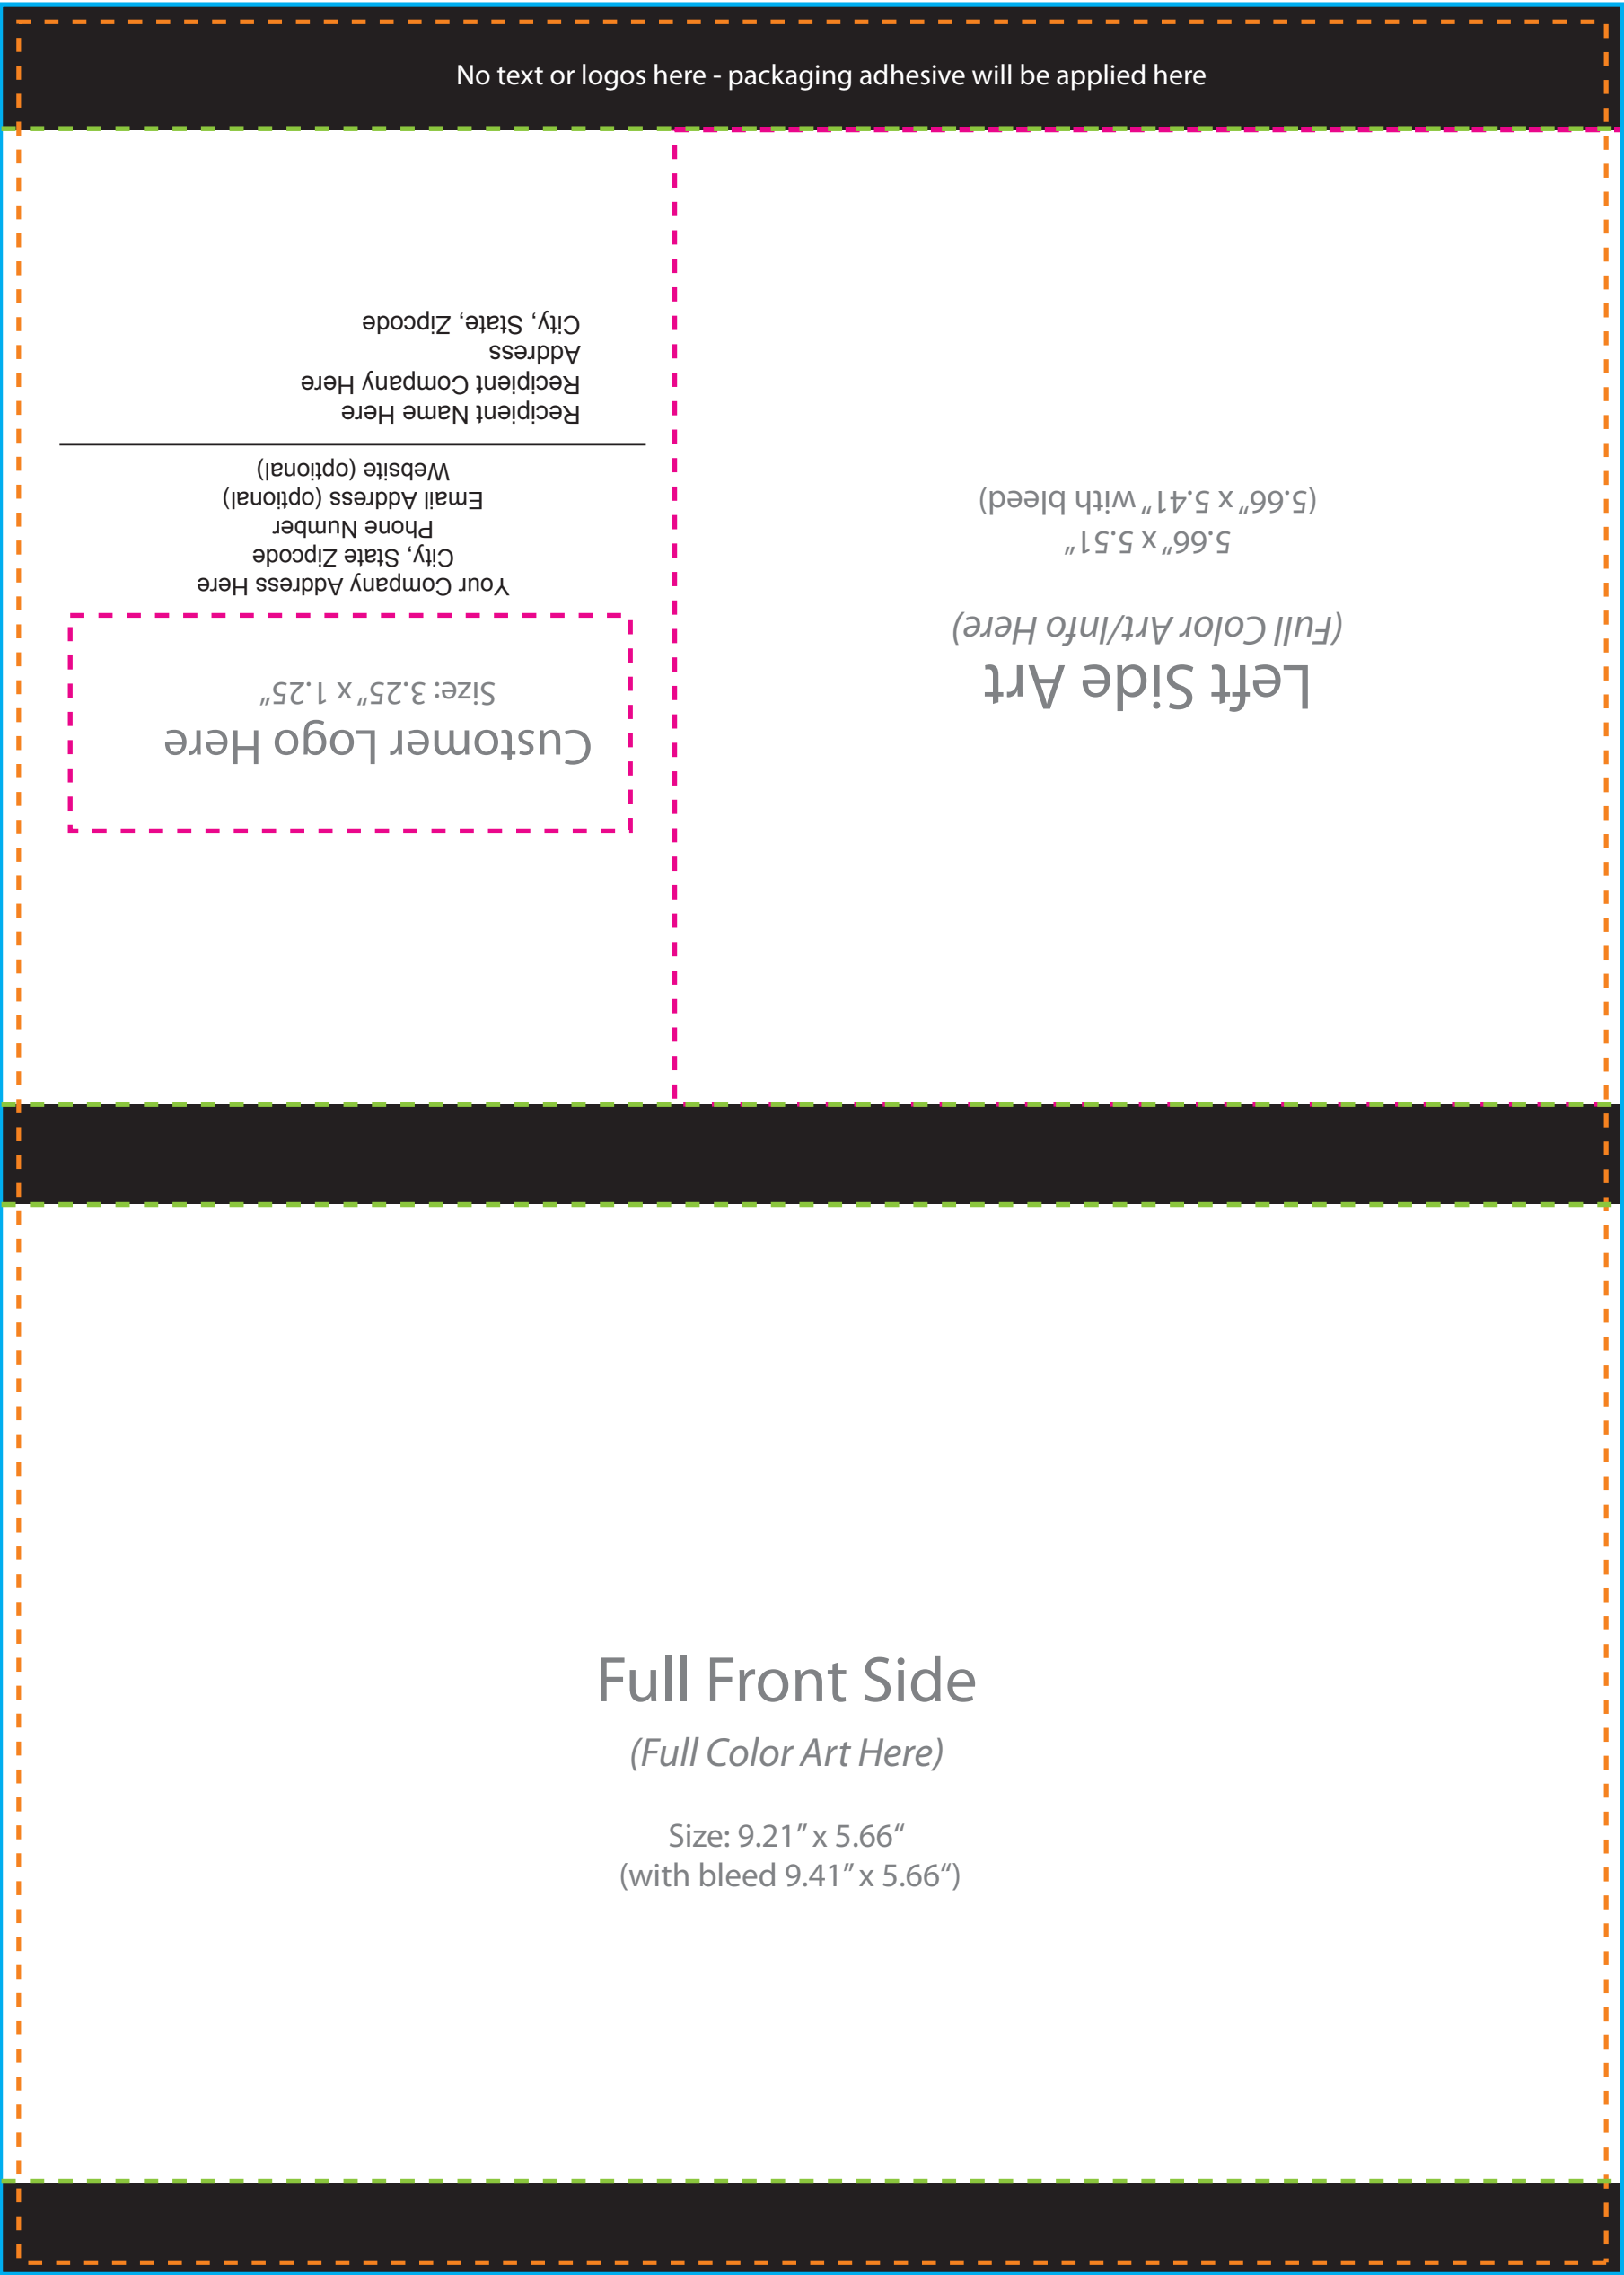 No text or logos here - packaging adhesive will be applied here
Customer Logo Here
Size: 3.25" x 1.25"
Your Company Address Here
City, State Zipcode
Phone Number
Email Address (optional)
Website (optional)
Recipient Name Here
Recipient Company Here
Address
City, State, Zipcode
Left Side Art
(Full Color Art/Info Here)
5.66" x 5.51"
(5.66" x 5.41" with bleed)
Full Front Side
(Full Color Art Here)
Size: 9.21" x 5.66"
(with bleed 9.41" x 5.66")